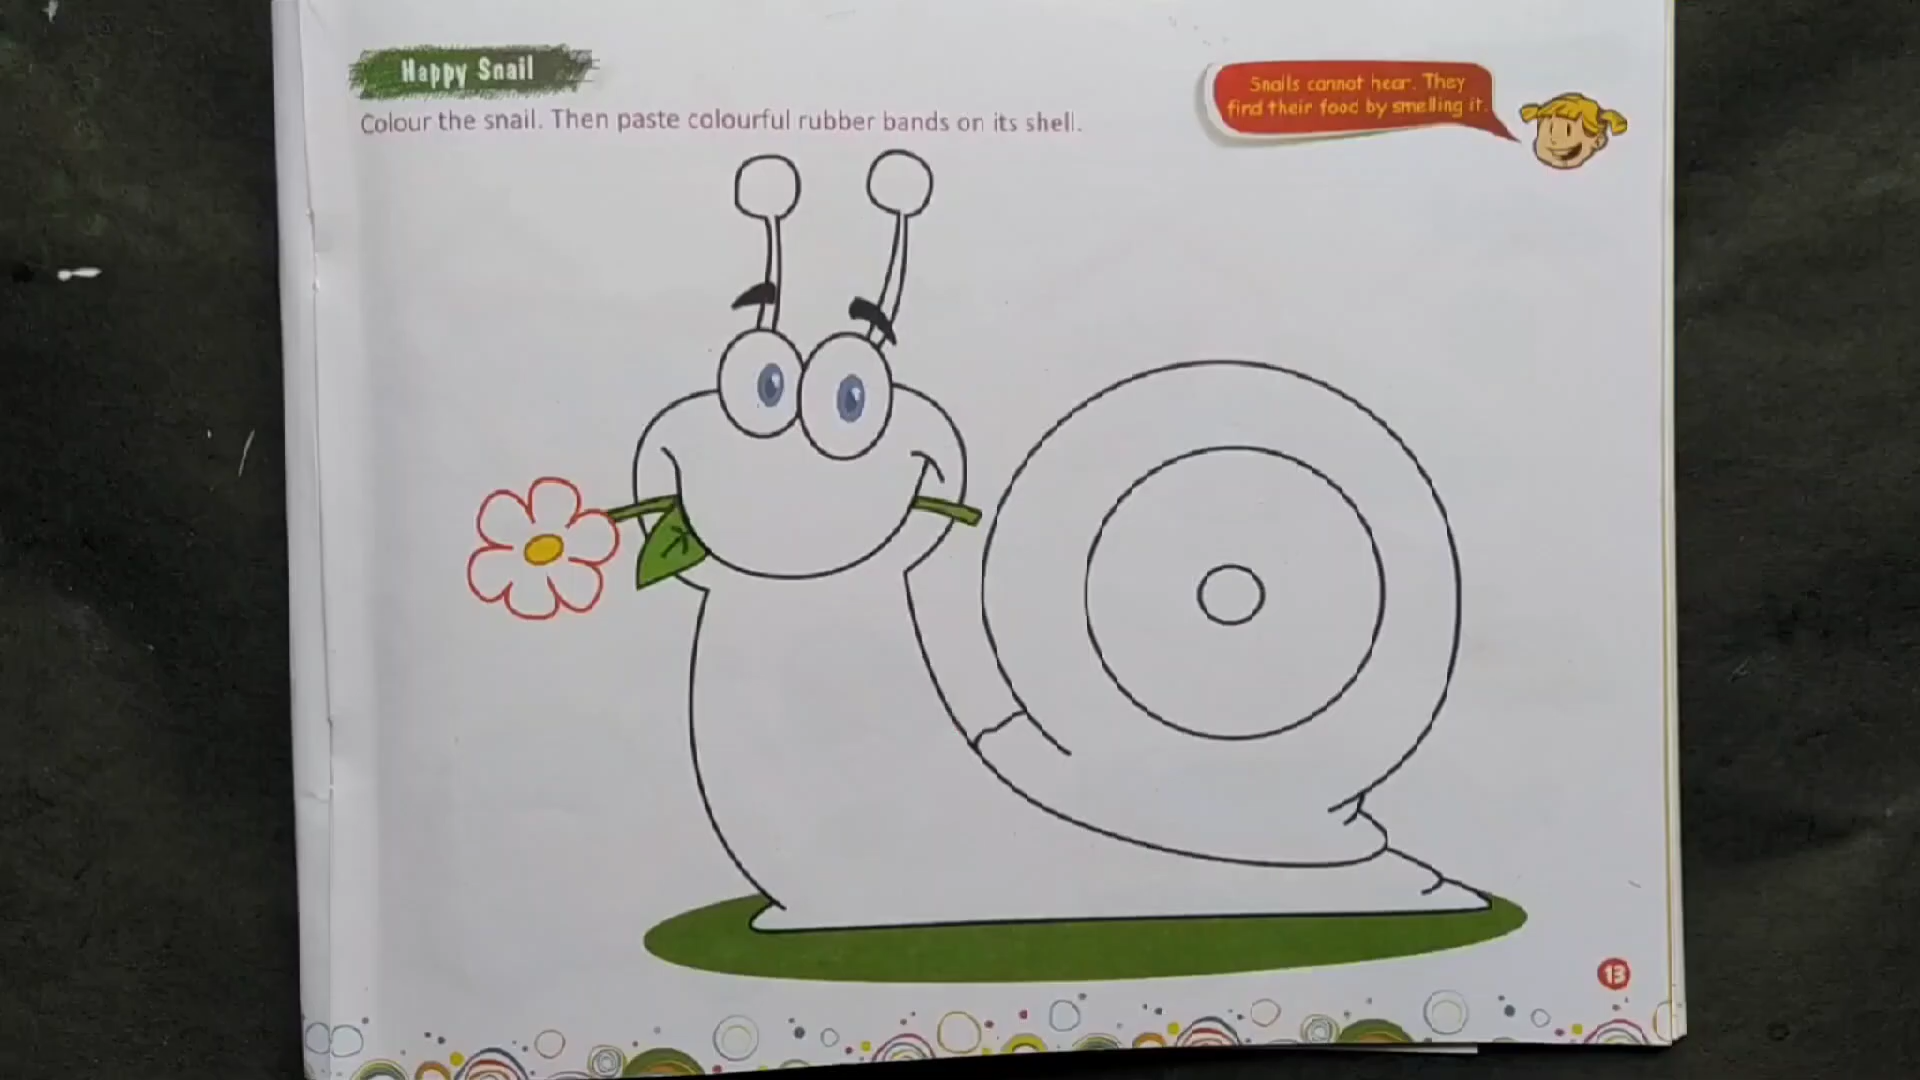 Happy Snail
Colour the snail. Then paste colourful rubber bands on its shell.
Snails cannot hear. They
find their food by smelling it.
13